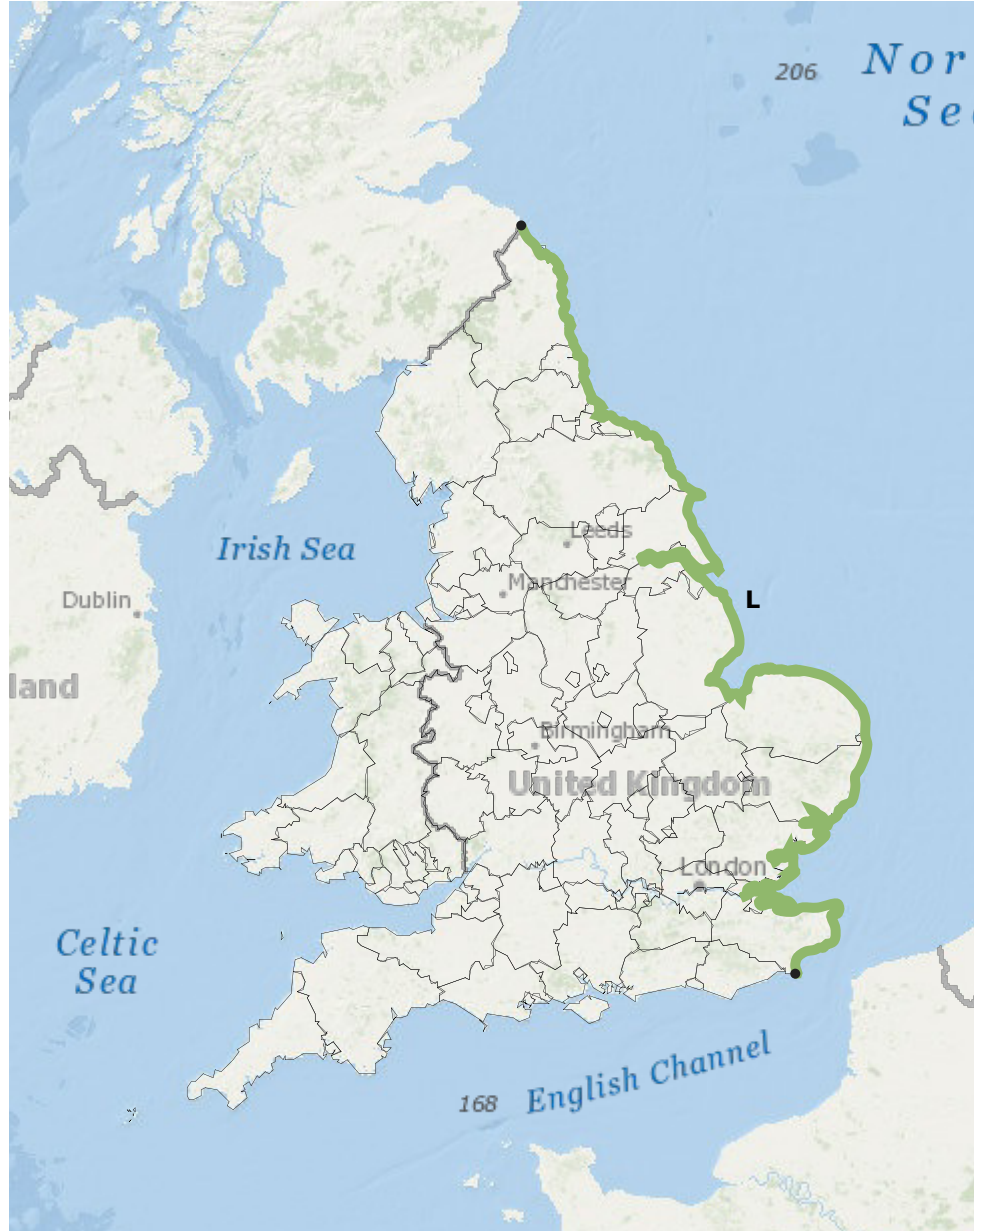 206
Nor
Se
Leeds
Irish Sea
Manchester
Dublin
L
land
Birmingham
United Kingdom
London
Celtic
Sea
English Channel
168